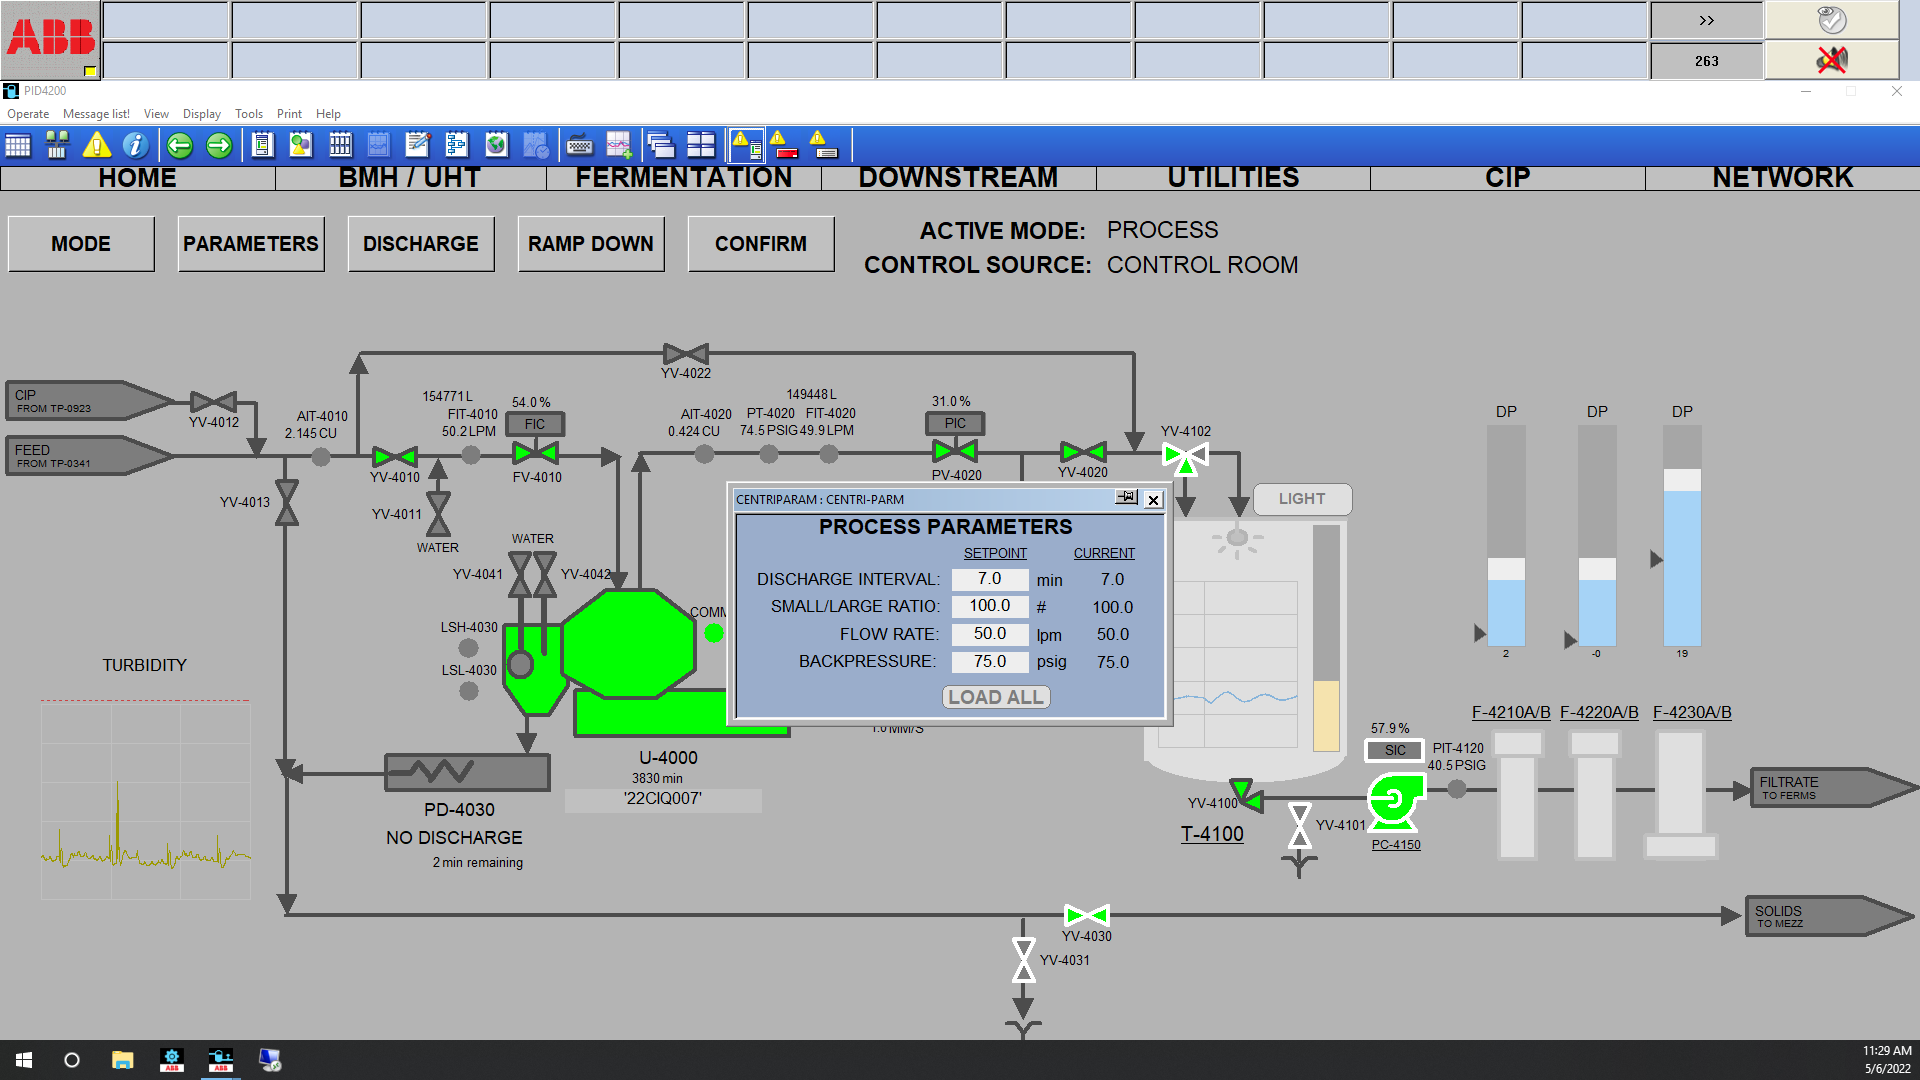 ABB
>>
263
PID4200
Operate Message list! View Display Tools Print Help
HOME BMH / UHT FERMENTATION DOWNSTREAM UTILITIES CIP NETWORK
MODE PARAMETERS DISCHARGE RAMP DOWN CONFIRM
ACTIVE MODE: PROCESS
CONTROL SOURCE: CONTROL ROOM
CIP
FROM TP-0923
YV-4012
FEED
FROM TP-0341
AIT-4010
2.145 CU
YV-4013
154771 L
FIT-4010
50.2 LPM
54.0 %
FIC
YV-4010
FV-4010
YV-4011
WATER
YV-4022
149448 L
AIT-4020 PT-4020 FIT-4020
0.424 CU 74.5 PSIG 49.9 LPM
31.0 %
PIC
PV-4020
YV-4020
YV-4102
LIGHT
WATER
YV-4041
YV-4042
LSH-4030
LSL-4030
COMM
CENTRIPARAM : CENTRI-PARM
PROCESS PARAMETERS
SETPOINT CURRENT
DISCHARGE INTERVAL: 7.0 min 7.0
SMALL/LARGE RATIO: 100.0 # 100.0
FLOW RATE: 50.0 lpm 50.0
BACKPRESSURE: 75.0 psig 75.0
LOAD ALL
1.0 MM/S
U-4000
3830 min
'22CIQ007'
PD-4030
NO DISCHARGE
2 min remaining
TURBIDITY
DP DP DP
2 -0 19
F-4210A/B F-4220A/B F-4230A/B
57.9 %
SIC
PIT-4120
40.5 PSIG
YV-4100
T-4100
YV-4101
PC-4150
FILTRATE
TO FERMS
SOLIDS
TO MEZZ
YV-4030
YV-4031
ABB
ABB
11:29 AM
5/6/2022